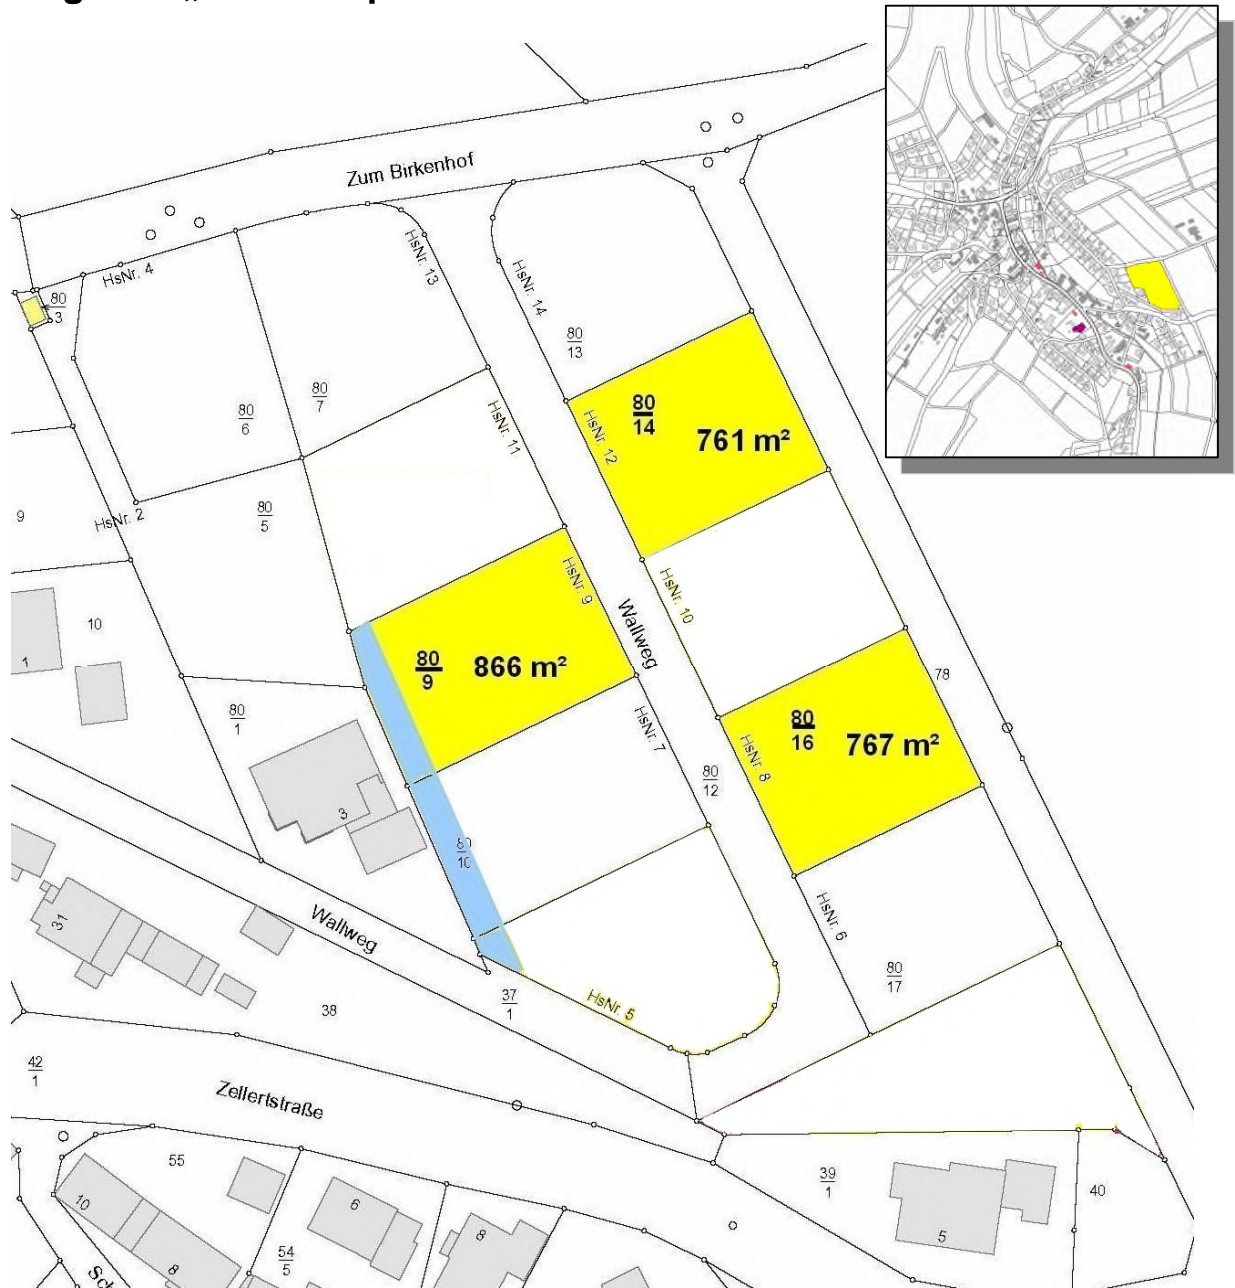 Zum Birkenhof
HsNr. 4
80
3
HsNr. 13
HsNr. 14
80
13
80
7
80
6
80
14
761 m²
HsNr. 12
HsNr. 11
9
HsNr. 2
80
5
HsNr. 9
HsNr. 10
Wallweg
10
1
80
9
866 m²
78
80
1
HsNr. 7
80
16
767 m²
HsNr. 8
80
12
3
80
10
31
Wallweg
HsNr. 6
80
17
38
37
1
HsNr. 5
42
1
Zellertstraße
55
39
1
40
10
6
8
5
8
54
5